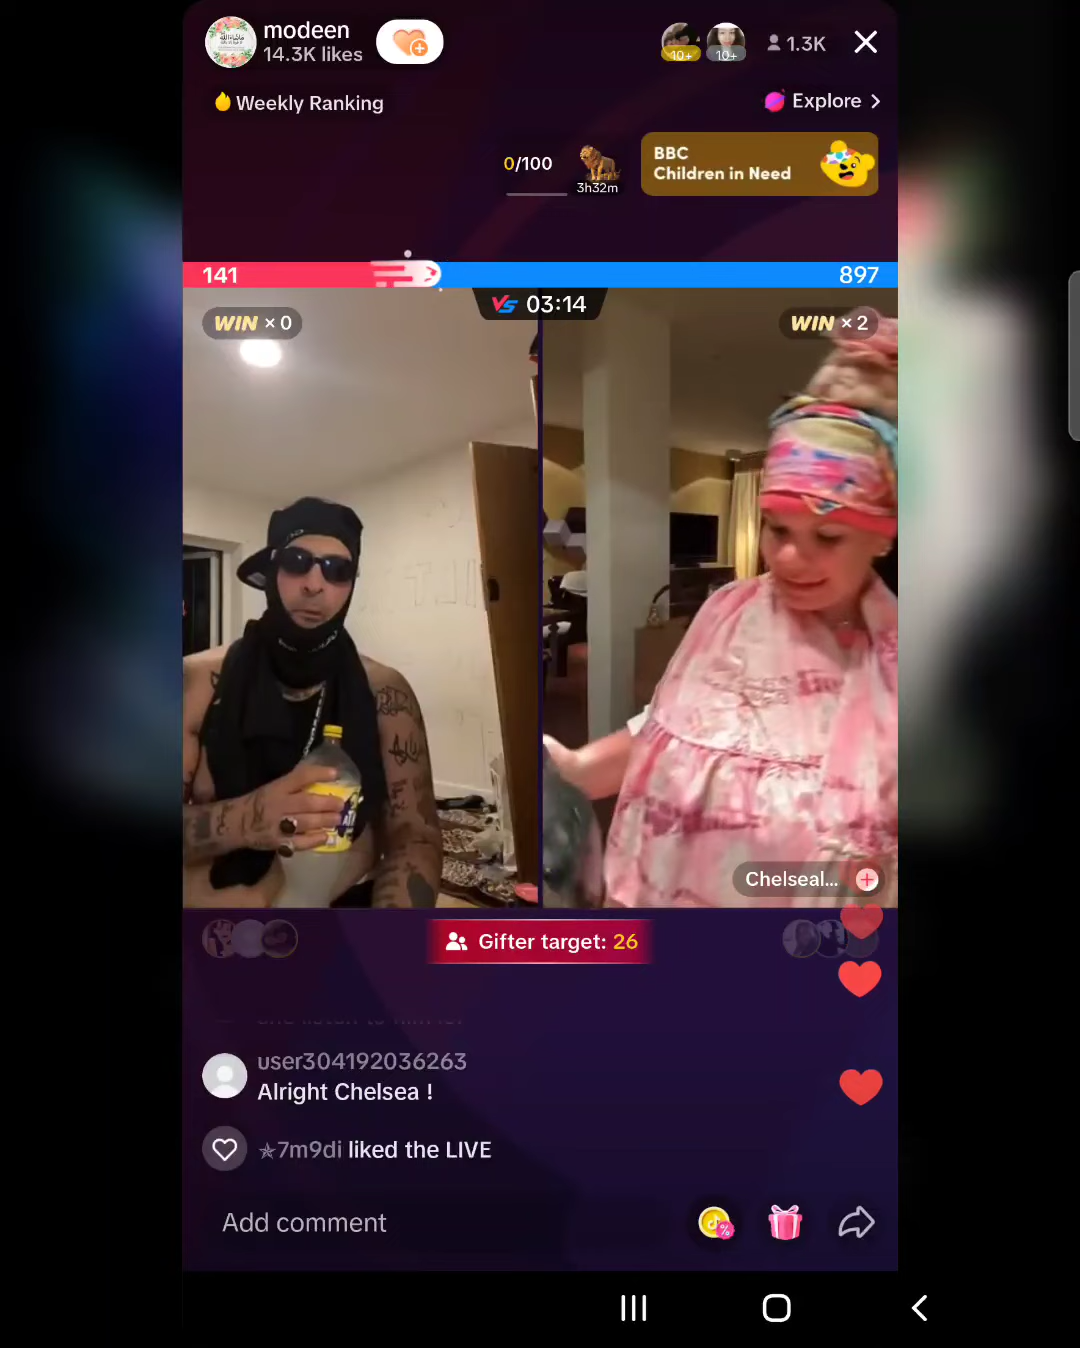 modeen
14.3K likes
10+
10+
1.3K
Weekly Ranking
Explore
0/100
3h32m
BBC
Children in Need
141
897
VS 03:14
WIN × 0
WIN × 2
Chelseal...
Gifter target: 26
user304192036263
Alright Chelsea !
7m9di liked the LIVE
Add comment